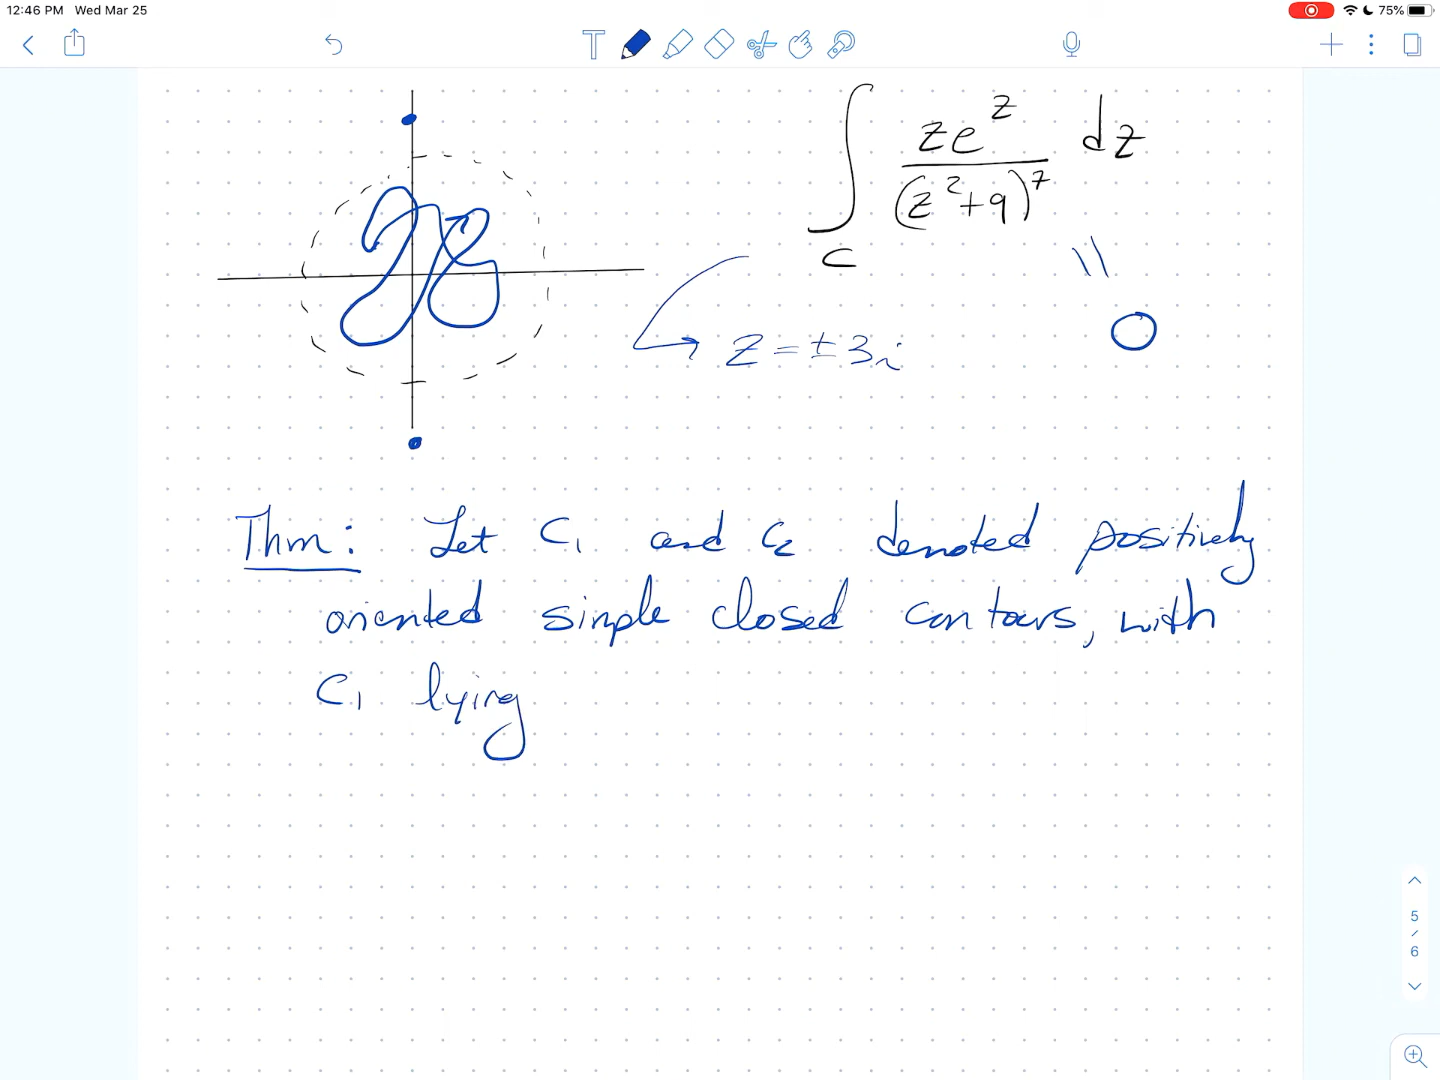 12:46 PM Wed Mar 25
75%
T
∫_C ze^z / (z^2+9)^7 dz
||
0
z = ± 3i
Thm: Let C1 and C2 denoted positively
oriented simple closed contours, with
C1 lying
5
/
6